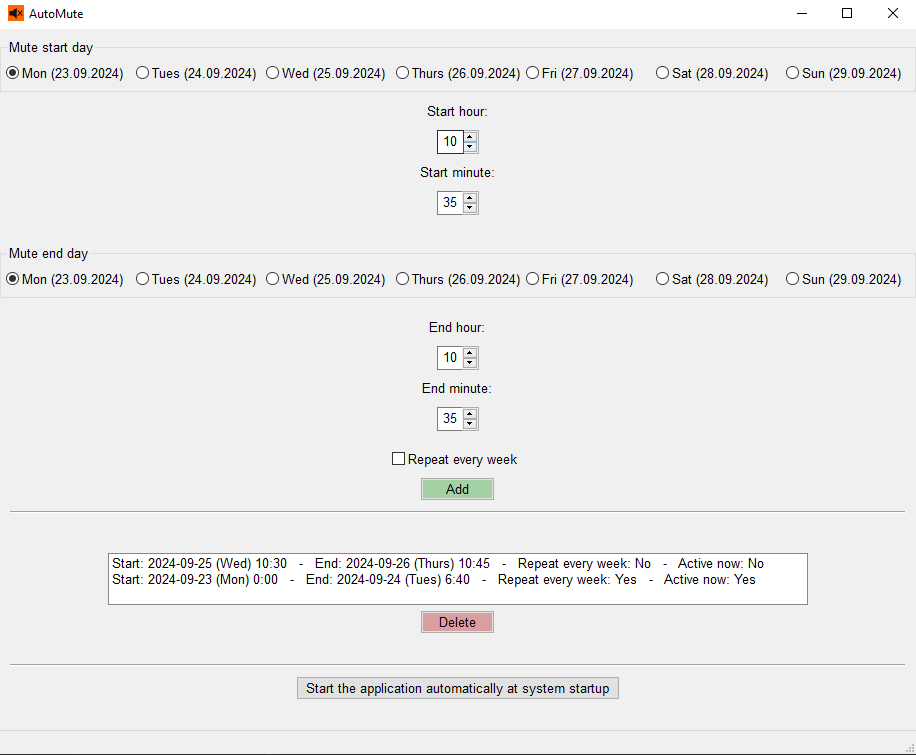 AutoMute
Mute start day
Mon (23.09.2024) Tues (24.09.2024) Wed (25.09.2024) Thurs (26.09.2024) Fri (27.09.2024) Sat (28.09.2024) Sun (29.09.2024)
Start hour:
10
Start minute:
35
Mute end day
Mon (23.09.2024) Tues (24.09.2024) Wed (25.09.2024) Thurs (26.09.2024) Fri (27.09.2024) Sat (28.09.2024) Sun (29.09.2024)
End hour:
10
End minute:
35
Repeat every week
Add
Start: 2024-09-25 (Wed) 10:30 - End: 2024-09-26 (Thurs) 10:45 - Repeat every week: No - Active now: No
Start: 2024-09-23 (Mon) 0:00 - End: 2024-09-24 (Tues) 6:40 - Repeat every week: Yes - Active now: Yes
Delete
Start the application automatically at system startup